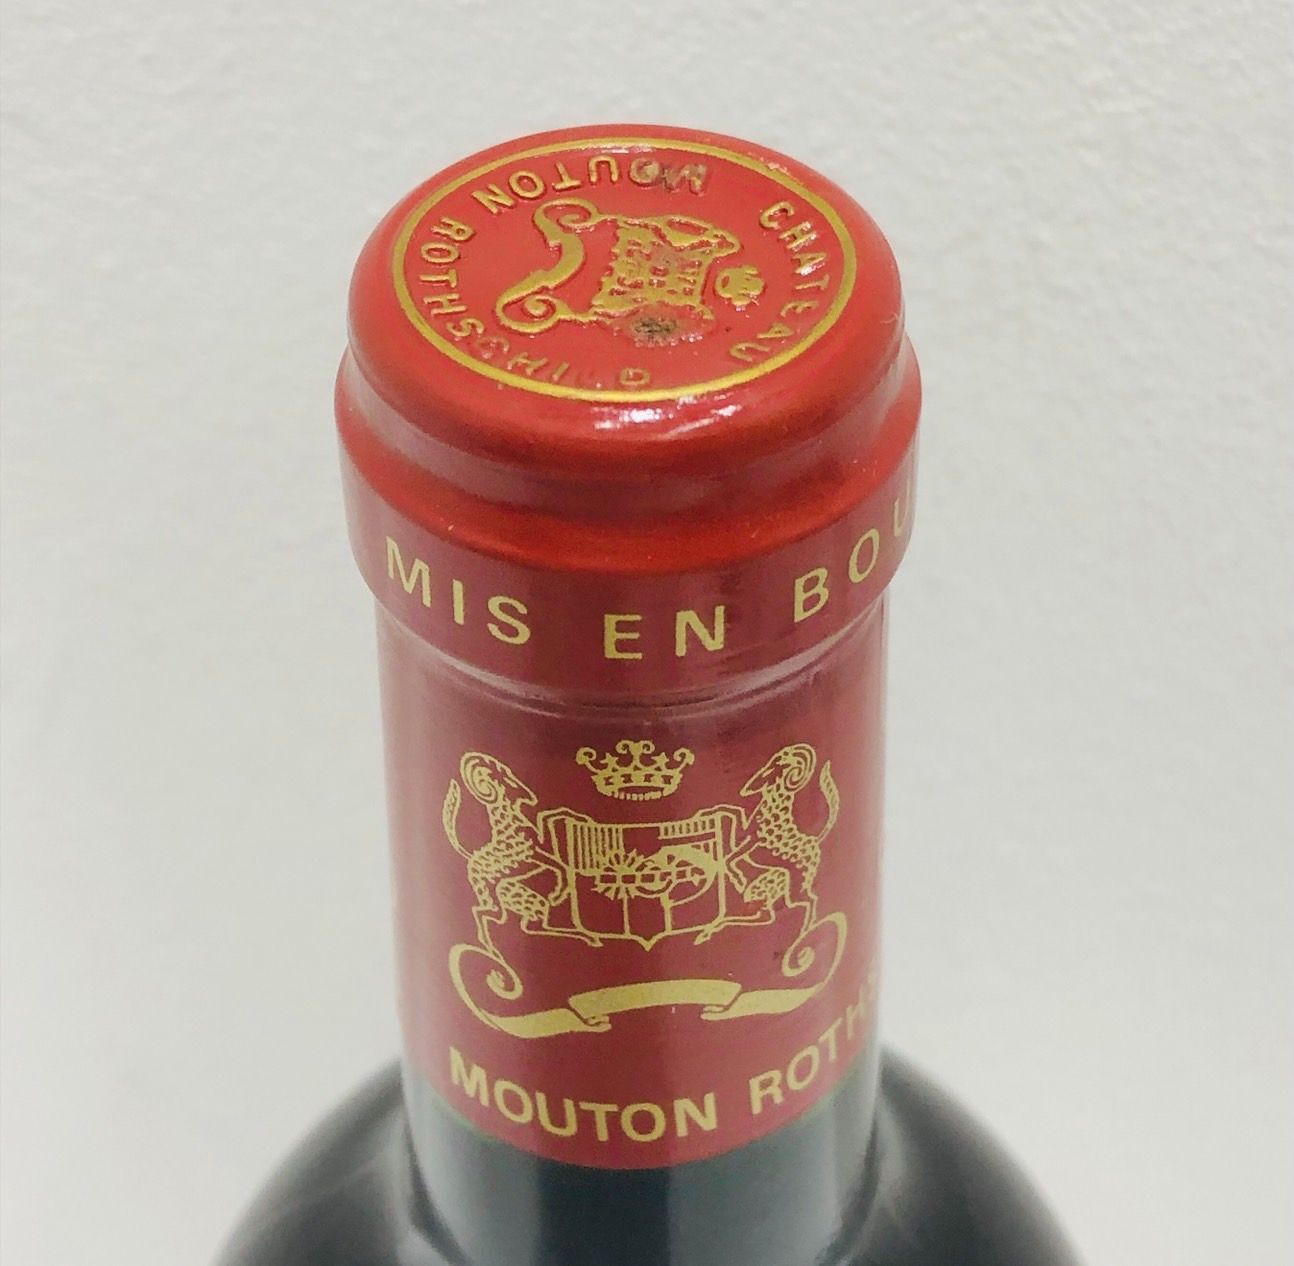 CHATEAU MOUTON ROTHSCHILD
MIS EN BOU
MOUTON ROTHS